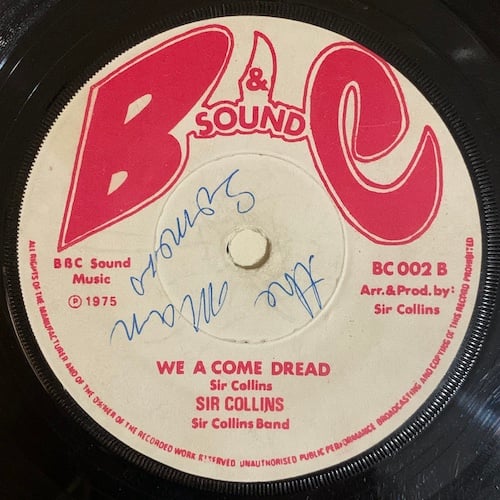 B & C
SOUND
BBC Sound
Music
Ⓟ 1975
BC 002 B
Arr.&Prod.by:
Sir Collins
the man
WE A COME DREAD
Sir Collins
SIR COLLINS
Sir Collins Band
ALL RIGHTS OF THE MANUFACTURER AND OF THE OWNER OF THE RECORDED WORK RESERVED UNAUTHORISED PUBLIC PERFORMANCE BROADCASTING AND COPYING OF THIS RECORD PROHIBITED